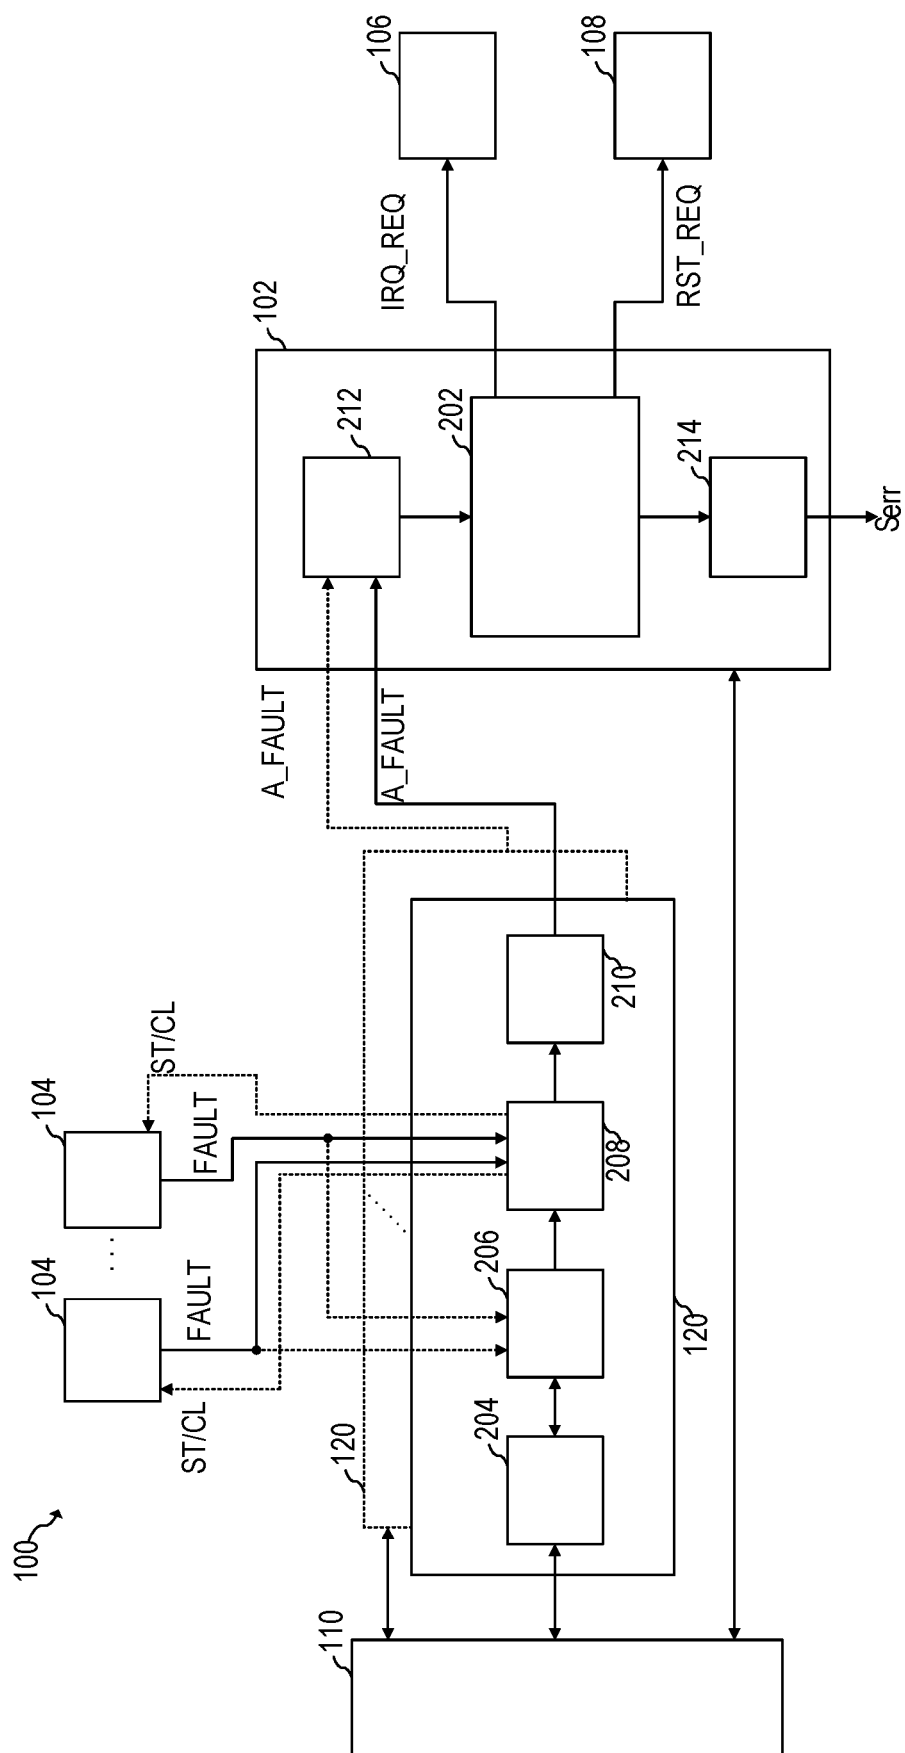 100
110
120
104
104
ST/CL
FAULT
FAULT
ST/CL
204
206
208
210
120
A_FAULT
A_FAULT
102
212
202
214
Serr
IRQ_REQ
RST_REQ
106
108
. . .
. . . . .